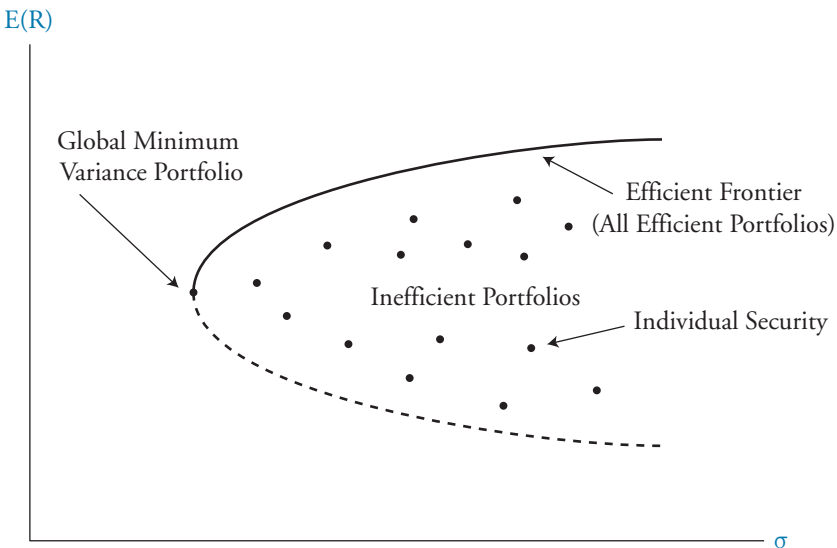 E(R)
Global Minimum
Variance Portfolio
Efficient Frontier
(All Efficient Portfolios)
Inefficient Portfolios
Individual Security
σ